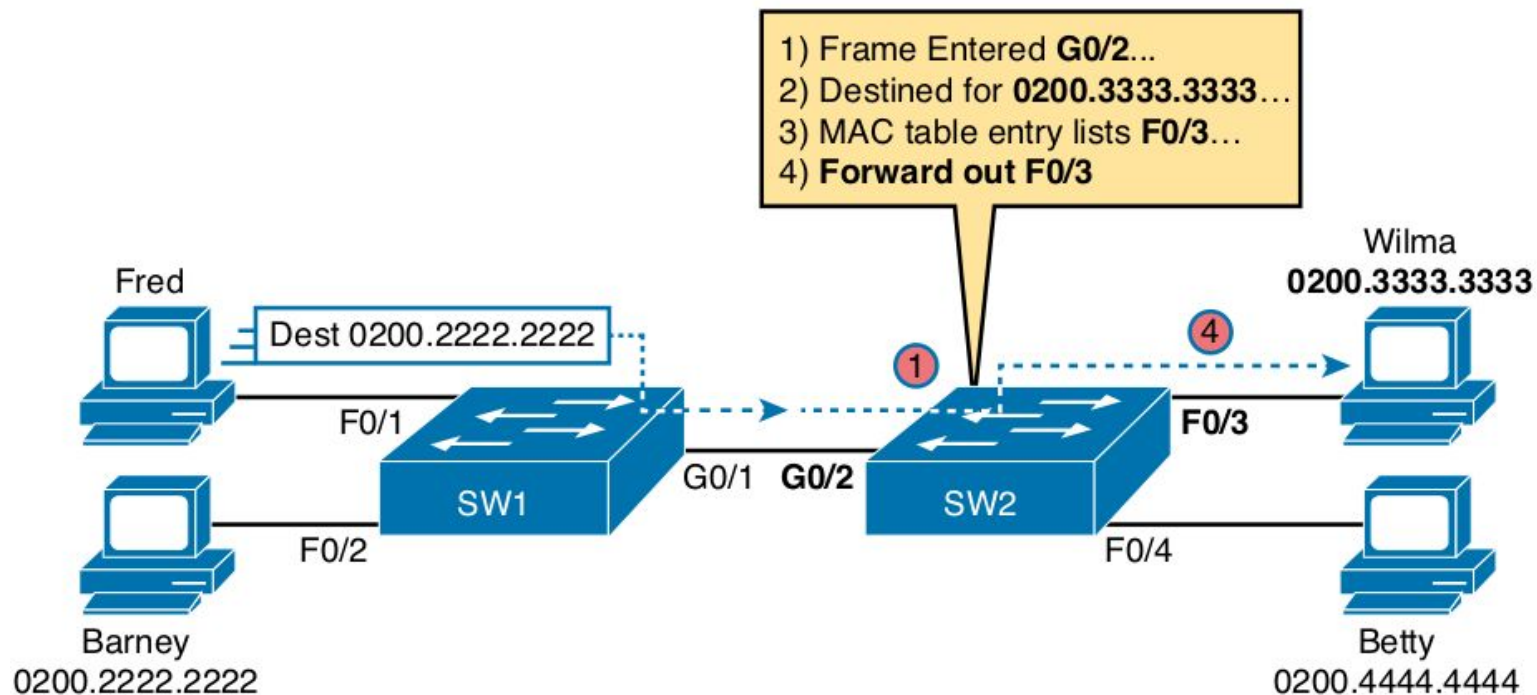 1) Frame Entered G0/2...
2) Destined for 0200.3333.3333...
3) MAC table entry lists F0/3...
4) Forward out F0/3
Wilma
0200.3333.3333
Fred
Dest 0200.2222.2222
1
4
F0/1
F0/3
G0/1
G0/2
SW1
SW2
F0/2
F0/4
Barney
0200.2222.2222
Betty
0200.4444.4444